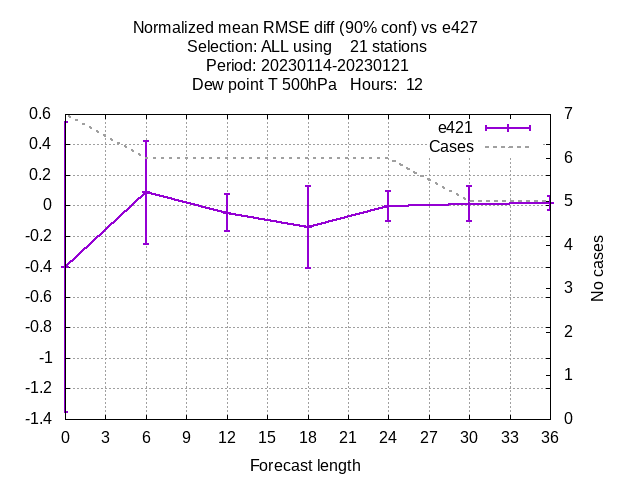 Normalized mean RMSE diff (90% conf) vs e427
Selection: ALL using    21 stations
Period: 20230114-20230121
Dew point T 500hPa   Hours:  12
0.6
0.4
0.2
0
-0.2
-0.4
-0.6
-0.8
-1
-1.2
-1.4
e421
Cases
7
6
5
4
3
2
1
0
No cases
0 3 6 9 12 15 18 21 24 27 30 33 36
Forecast length